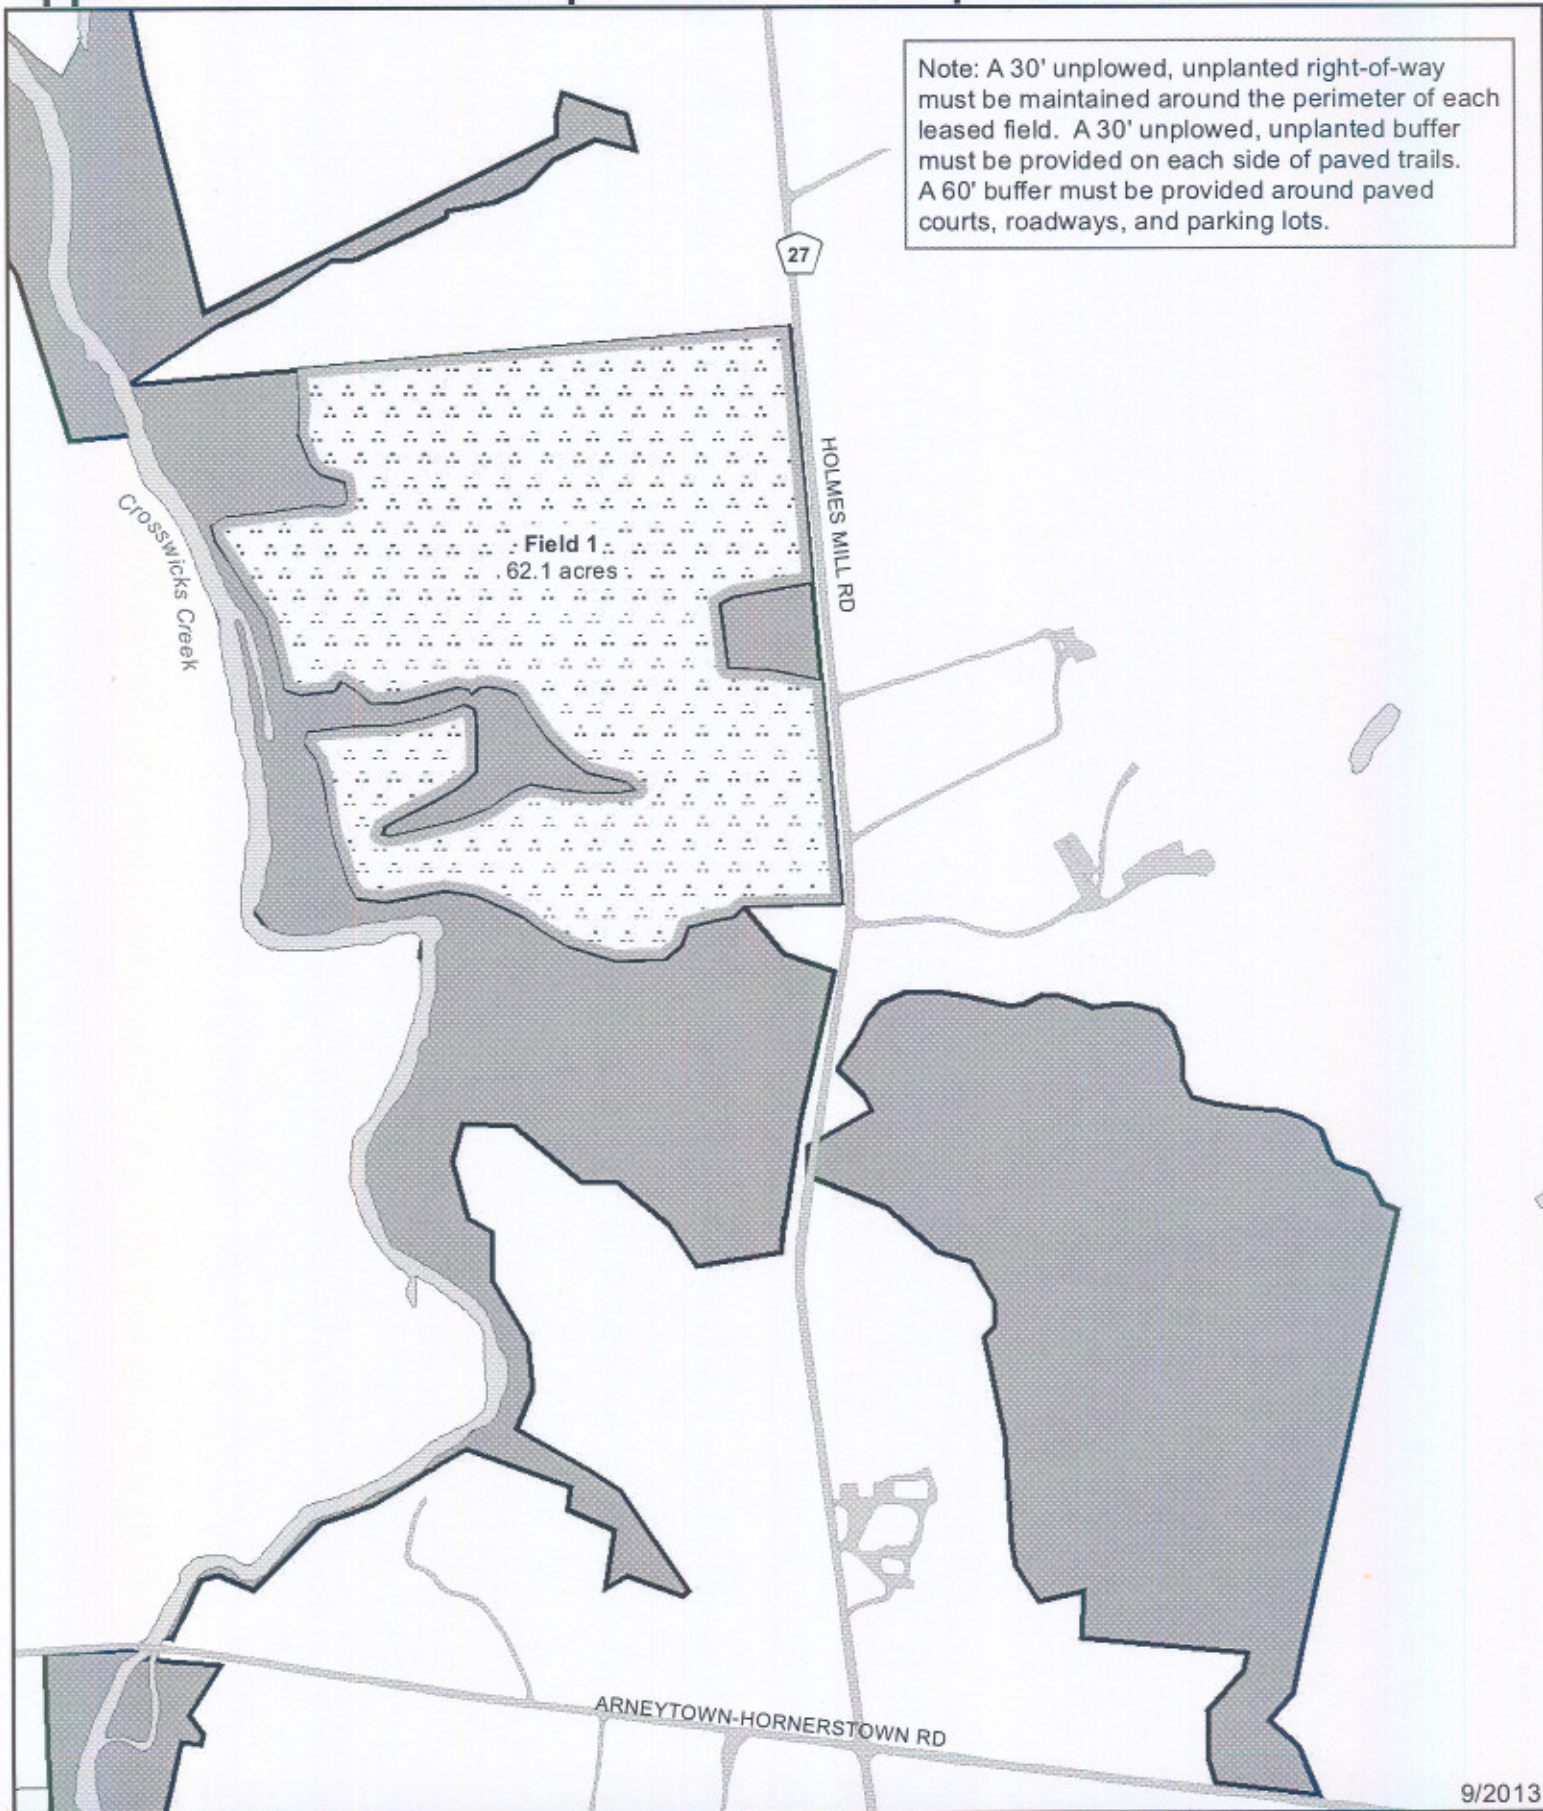 Note: A 30' unplowed, unplanted right-of-way
must be maintained around the perimeter of each
leased field. A 30' unplowed, unplanted buffer
must be provided on each side of paved trails.
A 60' buffer must be provided around paved
courts, roadways, and parking lots.
27
HOLMES MILL RD
Crosswicks Creek
Field 1
62.1 acres
ARNEYTOWN-HORNERSTOWN RD
9/2013